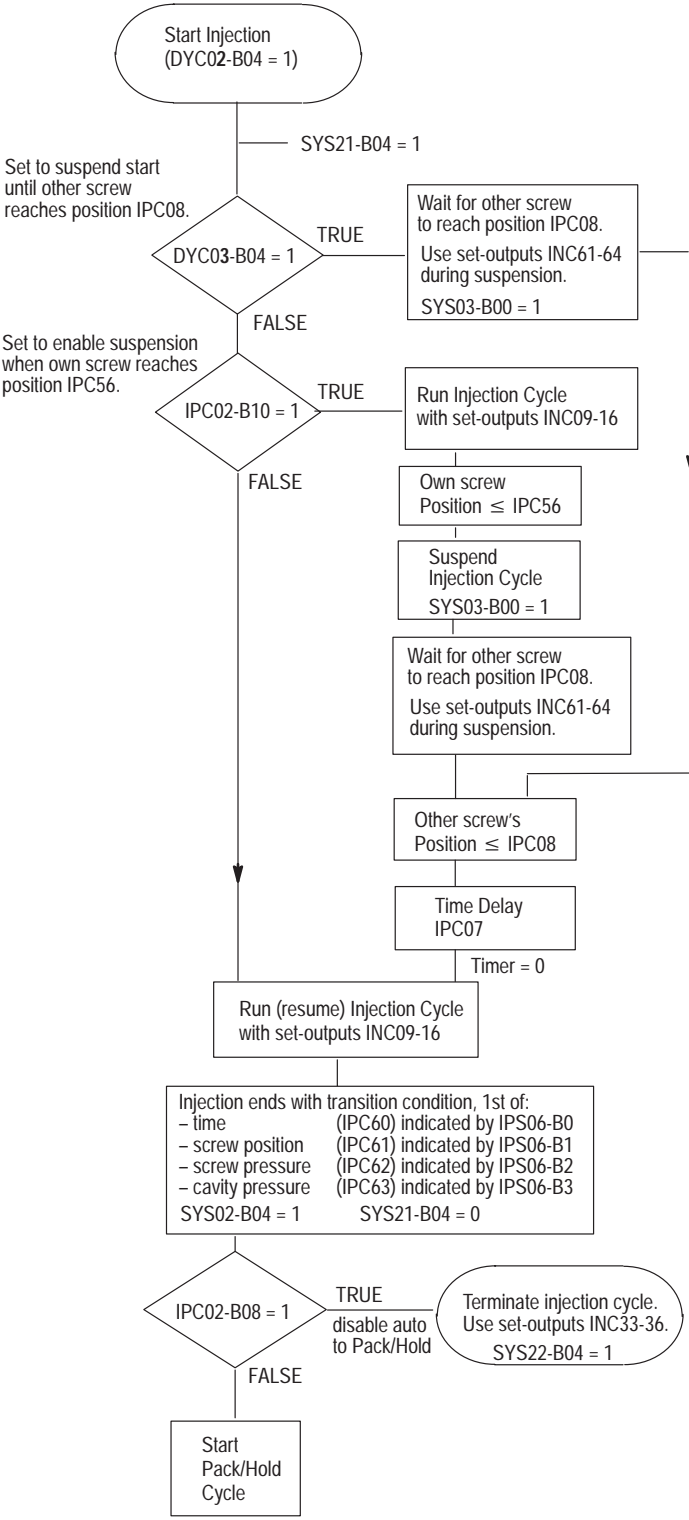 Start Injection
(DYC02-B04 = 1)
SYS21-B04 = 1
Set to suspend start
until other screw
reaches position IPC08.
DYC03-B04 = 1
TRUE
Wait for other screw
to reach position IPC08.
Use set-outputs INC61-64
during suspension.
SYS03-B00 = 1
FALSE
Set to enable suspension
when own screw reaches
position IPC56.
IPC02-B10 = 1
TRUE
Run Injection Cycle
with set-outputs INC09-16
FALSE
Own screw
Position ≤ IPC56
Suspend
Injection Cycle
SYS03-B00 = 1
Wait for other screw
to reach position IPC08.
Use set-outputs INC61-64
during suspension.
Other screw's
Position ≤ IPC08
Time Delay
IPC07
Timer = 0
Run (resume) Injection Cycle
with set-outputs INC09-16
Injection ends with transition condition, 1st of:
– time (IPC60) indicated by IPS06-B0
– screw position (IPC61) indicated by IPS06-B1
– screw pressure (IPC62) indicated by IPS06-B2
– cavity pressure (IPC63) indicated by IPS06-B3
SYS02-B04 = 1 SYS21-B04 = 0
IPC02-B08 = 1
TRUE
disable auto
to Pack/Hold
Terminate injection cycle.
Use set-outputs INC33-36.
SYS22-B04 = 1
FALSE
Start
Pack/Hold
Cycle